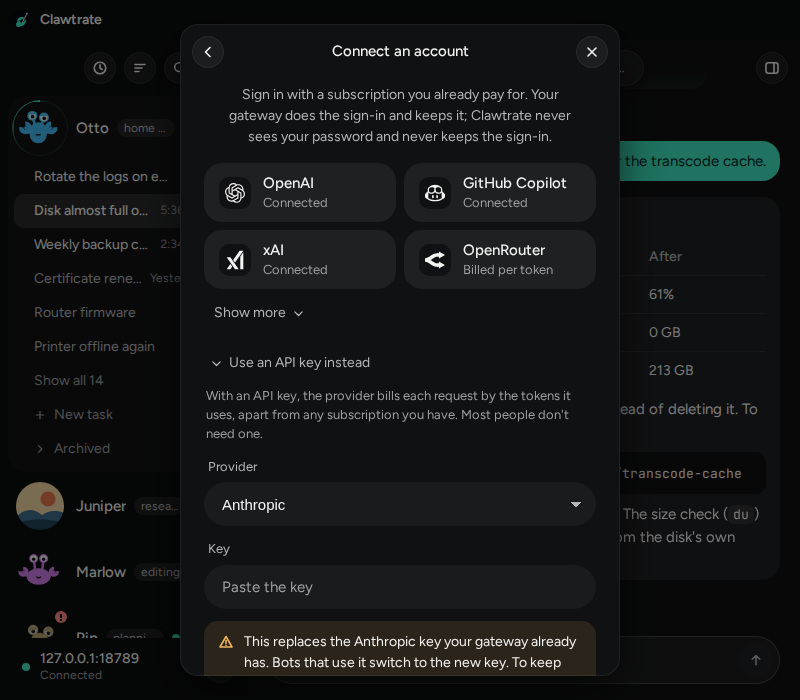 Clawtrate
Connect an account
Sign in with a subscription you already pay for. Your
gateway does the sign-in and keeps it; Clawtrate never
sees your password and never keeps the sign-in.
OpenAI
Connected
GitHub Copilot
Connected
xAI
Connected
OpenRouter
Billed per token
Show more
Use an API key instead
With an API key, the provider bills each request by the tokens it
uses, apart from any subscription you have. Most people don't
need one.
Provider
Anthropic
Key
Paste the key
This replaces the Anthropic key your gateway already
has. Bots that use it switch to the new key. To keep
Otto
home ...
Rotate the logs on e...
Disk almost full o...
5:36
Weekly backup c...
2:34
Certificate rene...
Yeste
Router firmware
Printer offline again
Show all 14
+ New task
Archived
Juniper
resea...
Marlow
editing
Pip
planni...
127.0.0.1:18789
Connected
the transcode cache.
After
61%
0 GB
213 GB
ead of deleting it. To
/transcode-cache
The size check ( du )
om the disk's own